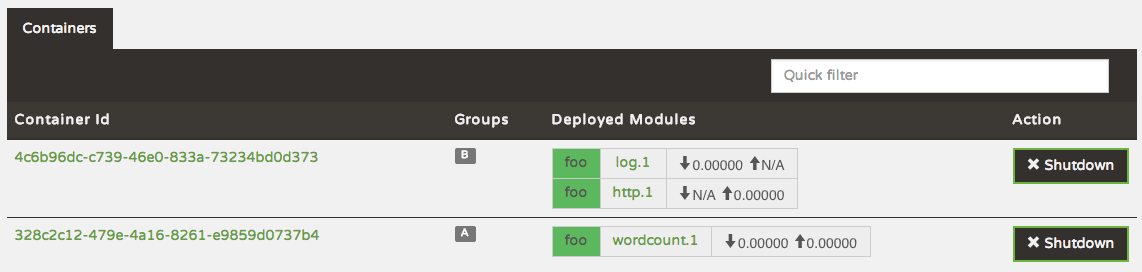 Containers
Quick filter
Container Id Groups Deployed Modules Action
4c6b96dc-c739-46e0-833a-73234bd0d373 B foo log.1 🡇0.00000 🡅N/A ✖ Shutdown
foo http.1 🡇N/A 🡅0.00000
328c2c12-479e-4a16-8261-e9859d0737b4 A foo wordcount.1 🡇0.00000 🡅0.00000 ✖ Shutdown